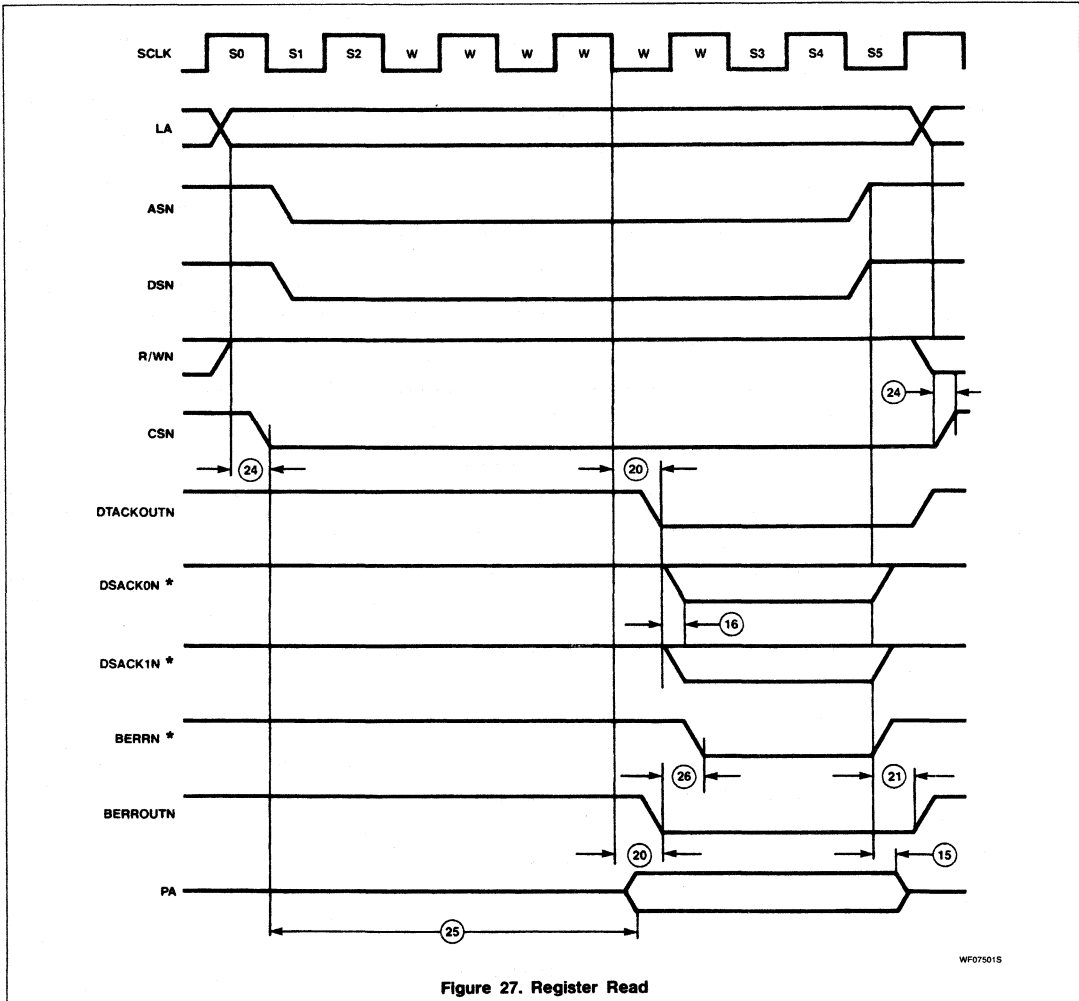 SCLK S0 S1 S2 W W W W W W S3 S4 S5
LA
ASN
DSN
R/WN
24
CSN
24 20
DTACKOUTN
DSACK0N *
16
DSACK1N *
BERRN *
26 21
BERROUTN
20 15
PA
25
WF07501S
Figure 27. Register Read